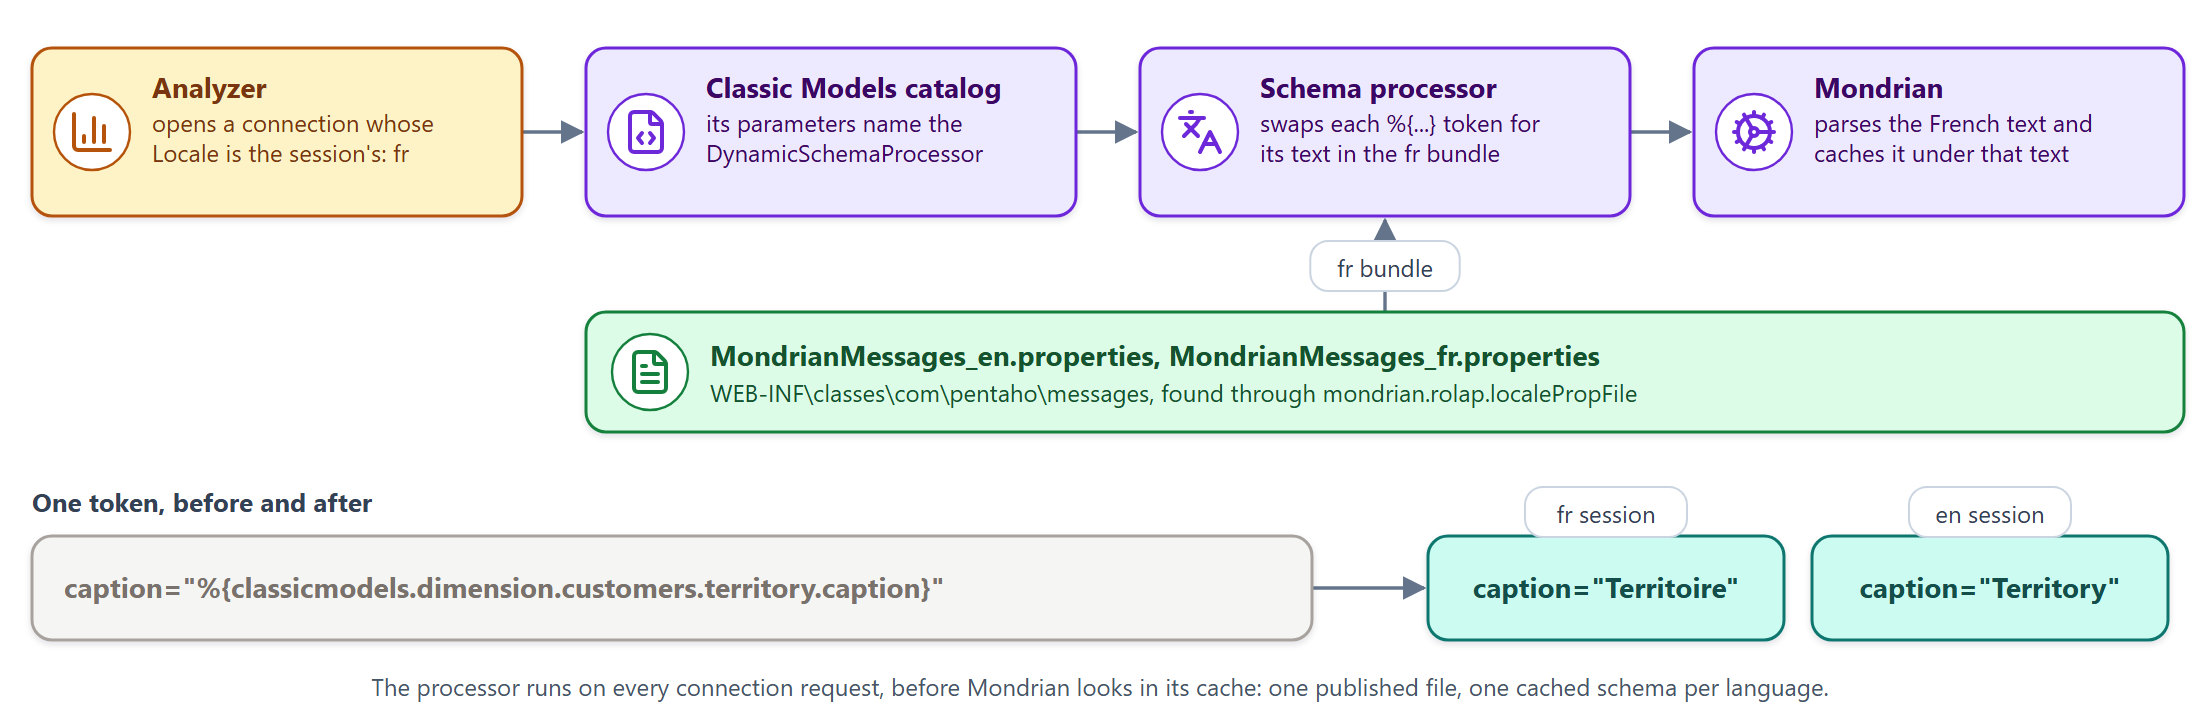 Analyzer
opens a connection whose
Locale is the session's: fr
Classic Models catalog
its parameters name the
DynamicSchemaProcessor
Schema processor
swaps each %{...} token for
its text in the fr bundle
Mondrian
parses the French text and
caches it under that text
fr bundle
MondrianMessages_en.properties, MondrianMessages_fr.properties
WEB-INF\classes\com\pentaho\messages, found through mondrian.rolap.localePropFile
One token, before and after
fr session
en session
caption="%{classicmodels.dimension.customers.territory.caption}"
caption="Territoire"
caption="Territory"
The processor runs on every connection request, before Mondrian looks in its cache: one published file, one cached schema per language.